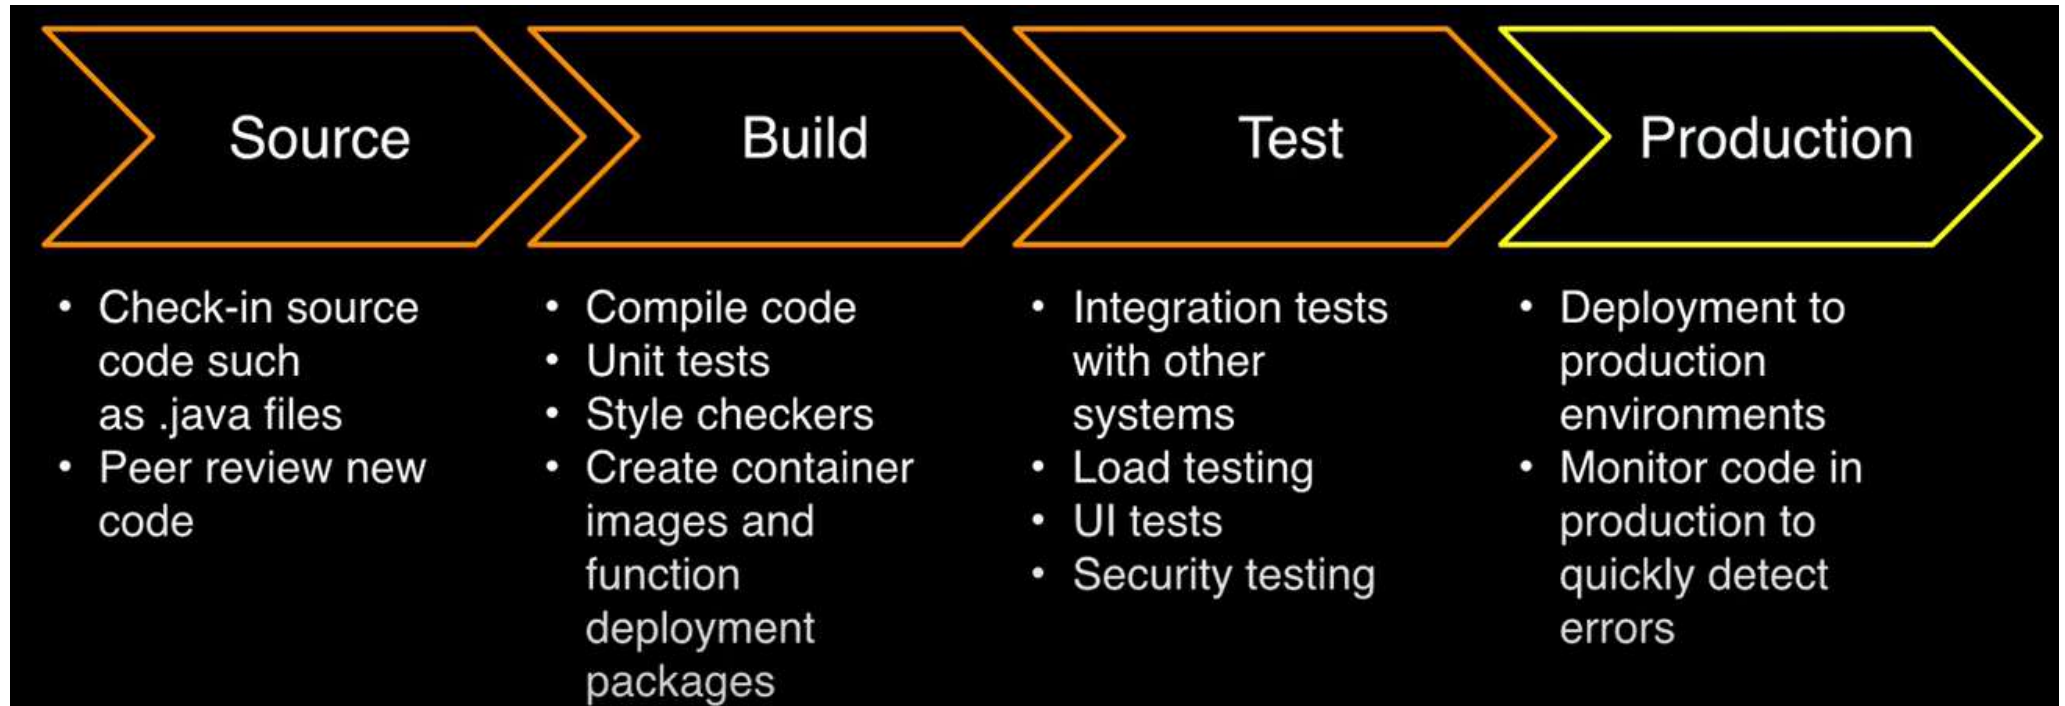 Source
Build
Test
Production
• Check-in source
code such
as .java files
• Peer review new
code
• Compile code
• Unit tests
• Style checkers
• Create container
images and
function
deployment
packages
• Integration tests
with other
systems
• Load testing
• UI tests
• Security testing
• Deployment to
production
environments
• Monitor code in
production to
quickly detect
errors